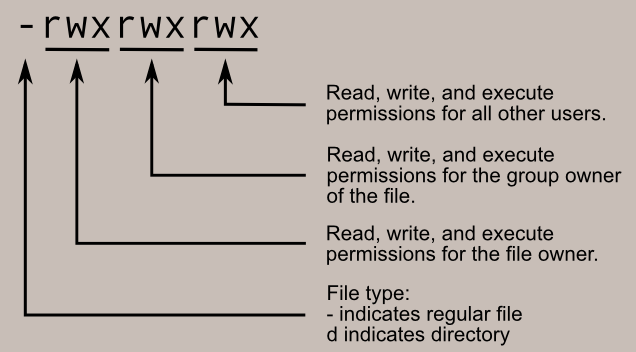 -rwxrwxrwx
Read, write, and execute
permissions for all other users.
Read, write, and execute
permissions for the group owner
of the file.
Read, write, and execute
permissions for the file owner.
File type:
- indicates regular file
d indicates directory